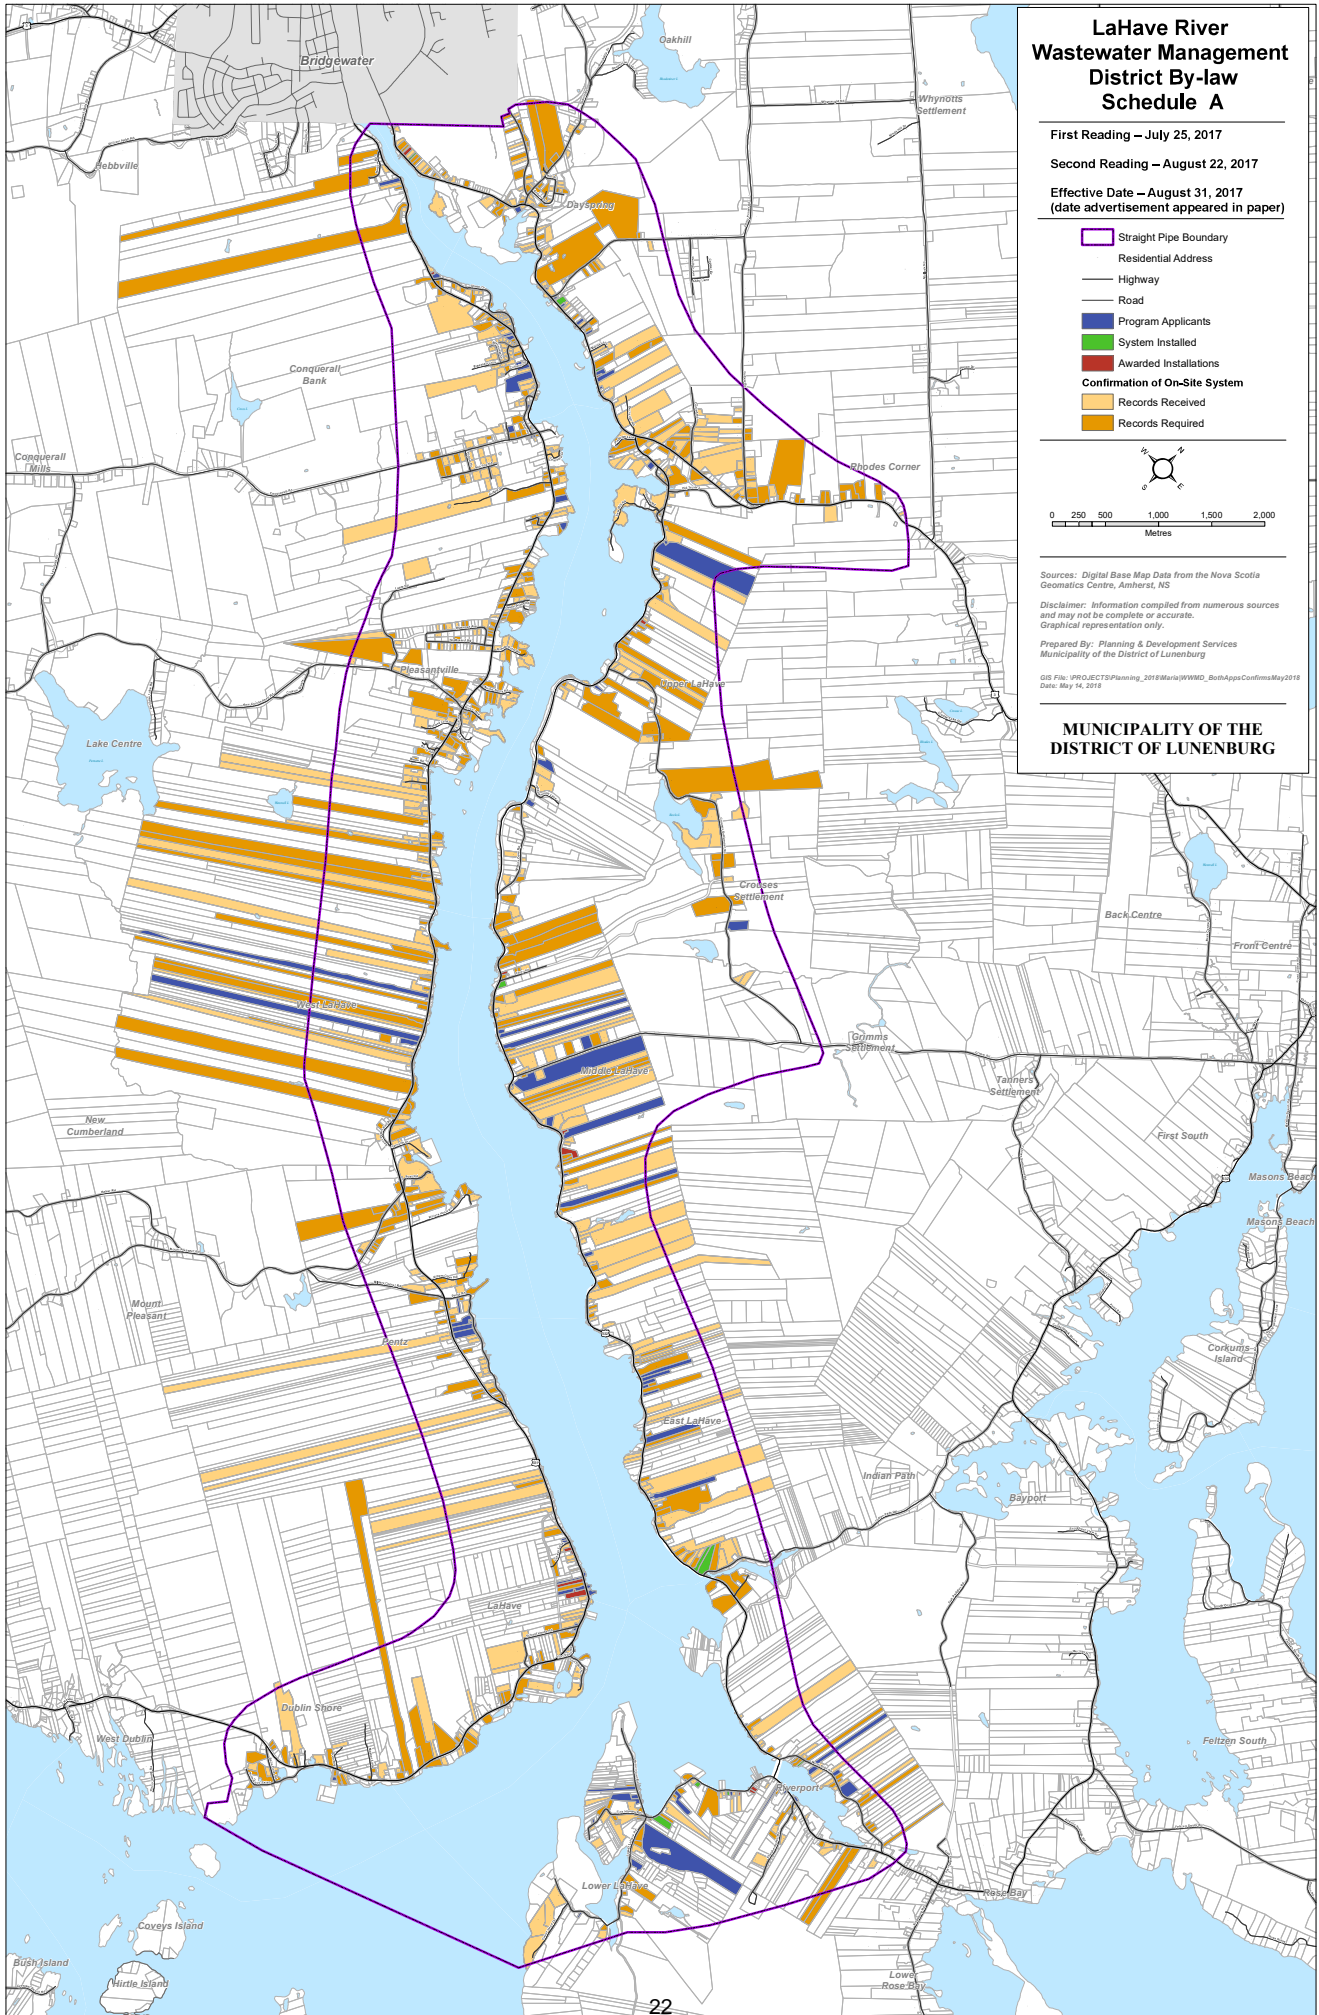 LaHave River
Wastewater Management
District By-law
Schedule A
First Reading – July 25, 2017
Second Reading – August 22, 2017
Effective Date – August 31, 2017
(date advertisement appeared in paper)
Straight Pipe Boundary
Residential Address
Highway
Road
Program Applicants
System Installed
Awarded Installations
Confirmation of On-Site System
Records Received
Records Required
W
N
S
E
0 250 500 1,000 1,500 2,000
Metres
Sources: Digital Base Map Data from the Nova Scotia
Geomatics Centre, Amherst, NS
Disclaimer: Information compiled from numerous sources
and may not be complete or accurate.
Graphical representation only.
Prepared By: Planning & Development Services
Municipality of the District of Lunenburg
GIS File: \PROJECTS\Planning_2018\Maria\WWMD_BothAppsConfirmsMay2018
Date: May 14, 2018
MUNICIPALITY OF THE
DISTRICT OF LUNENBURG
Oakhill
Bridgewater
Whynotts
Settlement
Hebbville
Dayspring
Conquerall
Bank
Conquerall
Mills
Rhodes Corner
Pleasantville
Upper LaHave
Lake Centre
Crouses
Settlement
Back Centre
Front Centre
West LaHave
Grimms
Settlement
Middle LaHave
Tanners
Settlement
New
Cumberland
First South
Masons Beach
Masons Beach
Mount
Pleasant
Pentz
Corkums
Island
East LaHave
Indian Path
Bayport
LaHave
Dublin Shore
West Dublin
Feltzen South
Riverport
Lower LaHave
Rose Bay
Coveys Island
Bush Island
Hirtle Island
Lower
Rose Bay
22